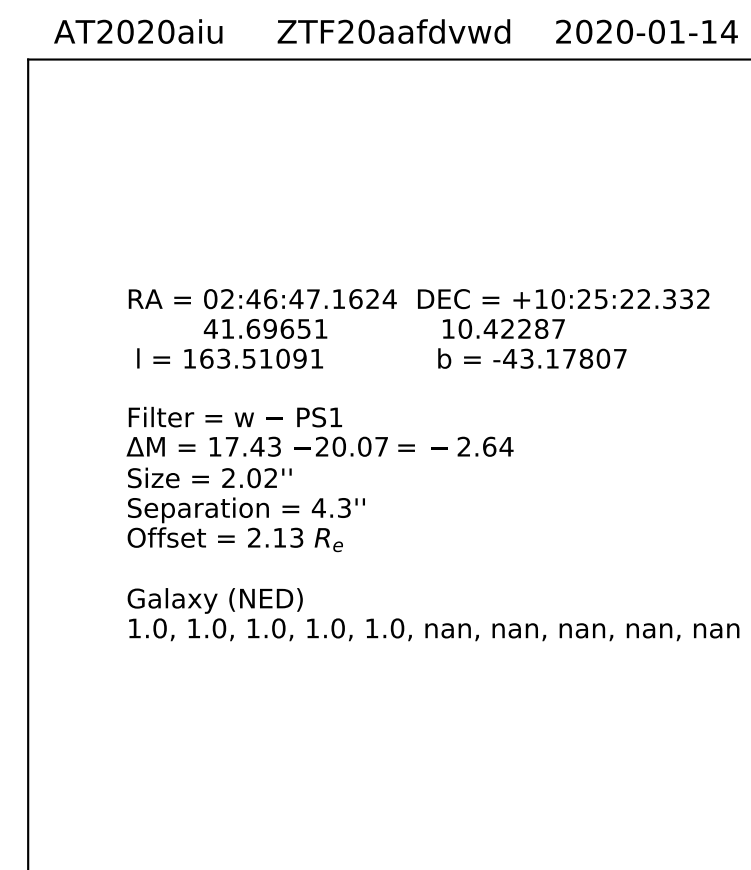 AT2020aiu ZTF20aafdvwd 2020-01-14
RA = 02:46:47.1624 DEC = +10:25:22.332
41.69651 10.42287
l = 163.51091 b = -43.17807
Filter = w − PS1
ΔM = 17.43 −20.07 = − 2.64
Size = 2.02''
Separation = 4.3''
Offset = 2.13 Re
Galaxy (NED)
1.0, 1.0, 1.0, 1.0, 1.0, nan, nan, nan, nan, nan